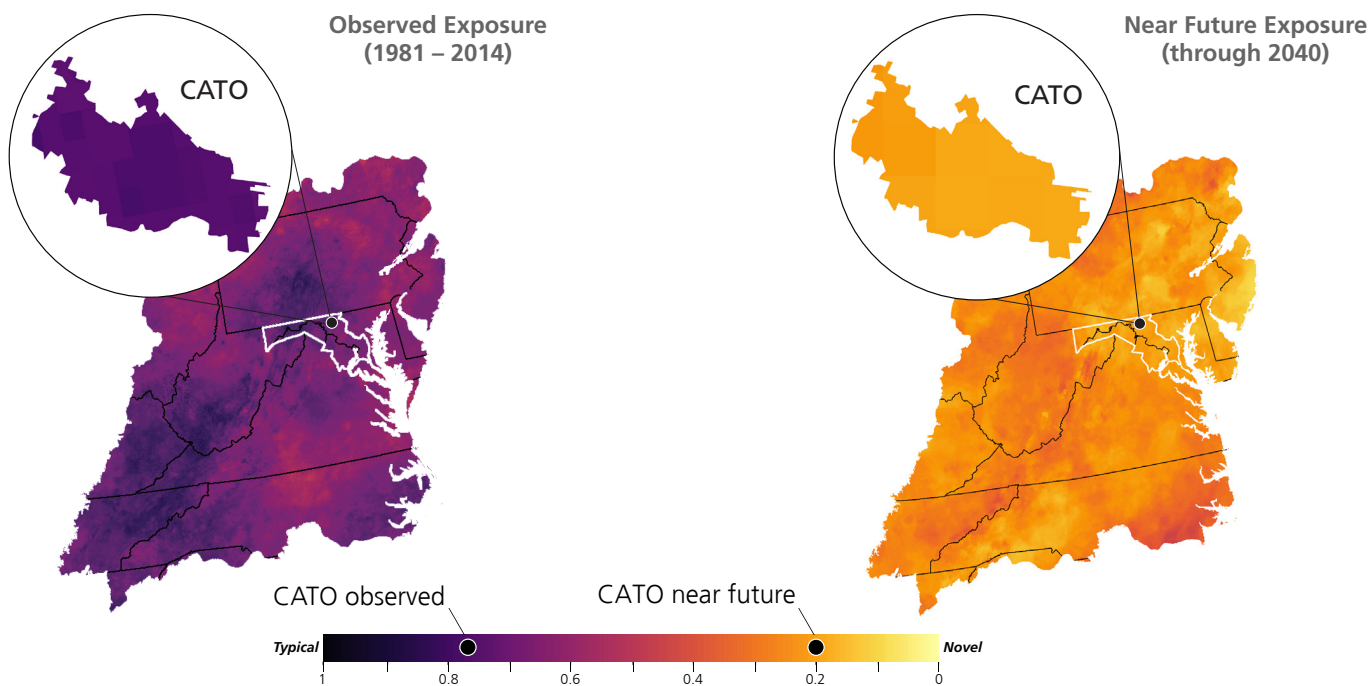 Observed Exposure
(1981 – 2014)
CATO
Near Future Exposure
(through 2040)
CATO
CATO observed
CATO near future
Typical
Novel
1
0.8
0.6
0.4
0.2
0